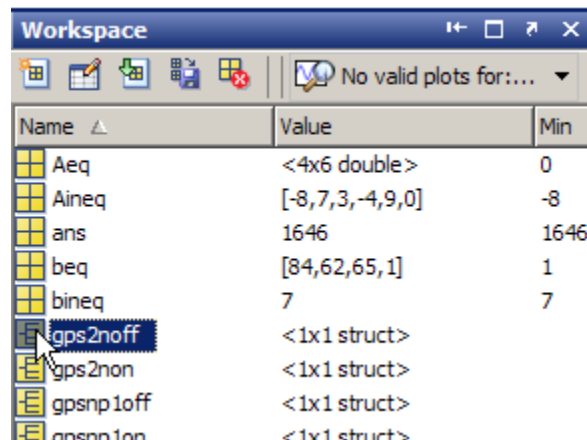 Workspace
No valid plots for:...
Name Value Min
Aeq <4x6 double> 0
Aineq [-8,7,3,-4,9,0] -8
ans 1646 1646
beq [84,62,65,1] 1
bineq 7 7
gps2noff <1x1 struct>
gps2non <1x1 struct>
gpsnp1off <1x1 struct>
gpsnp1on <1x1 struct>